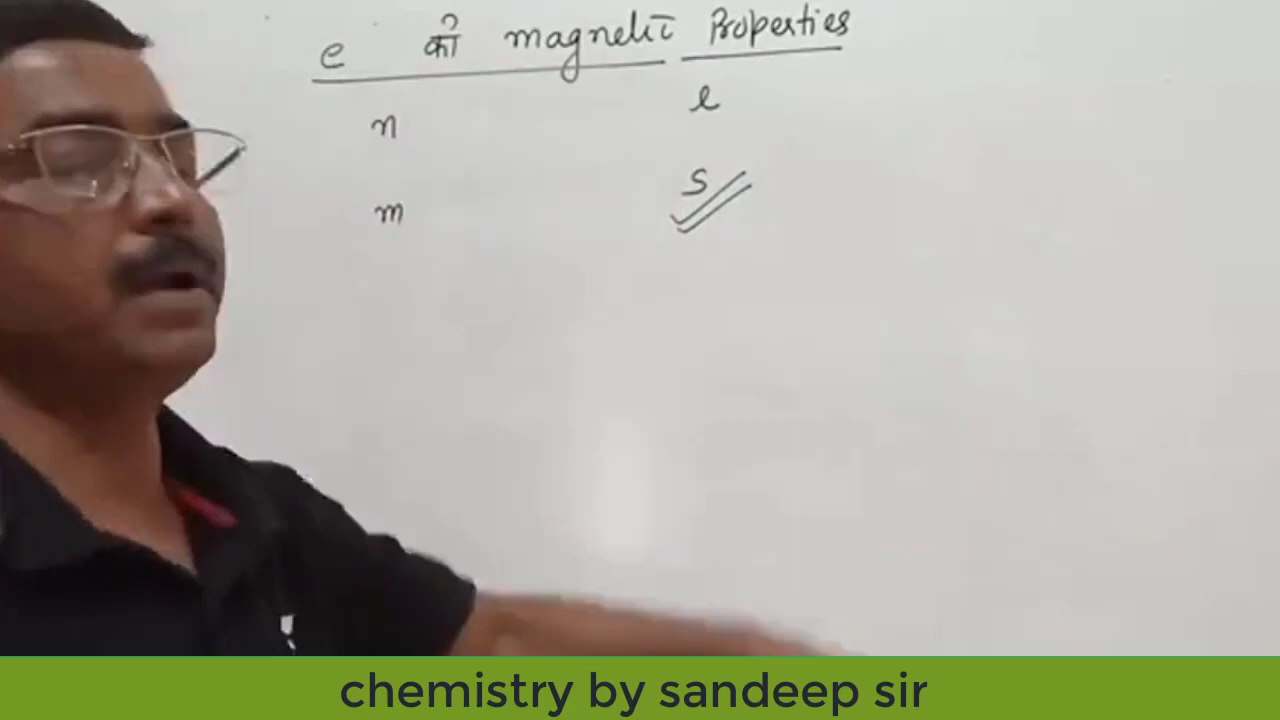 e की magnetic Properties
n l
m s
chemistry by sandeep sir